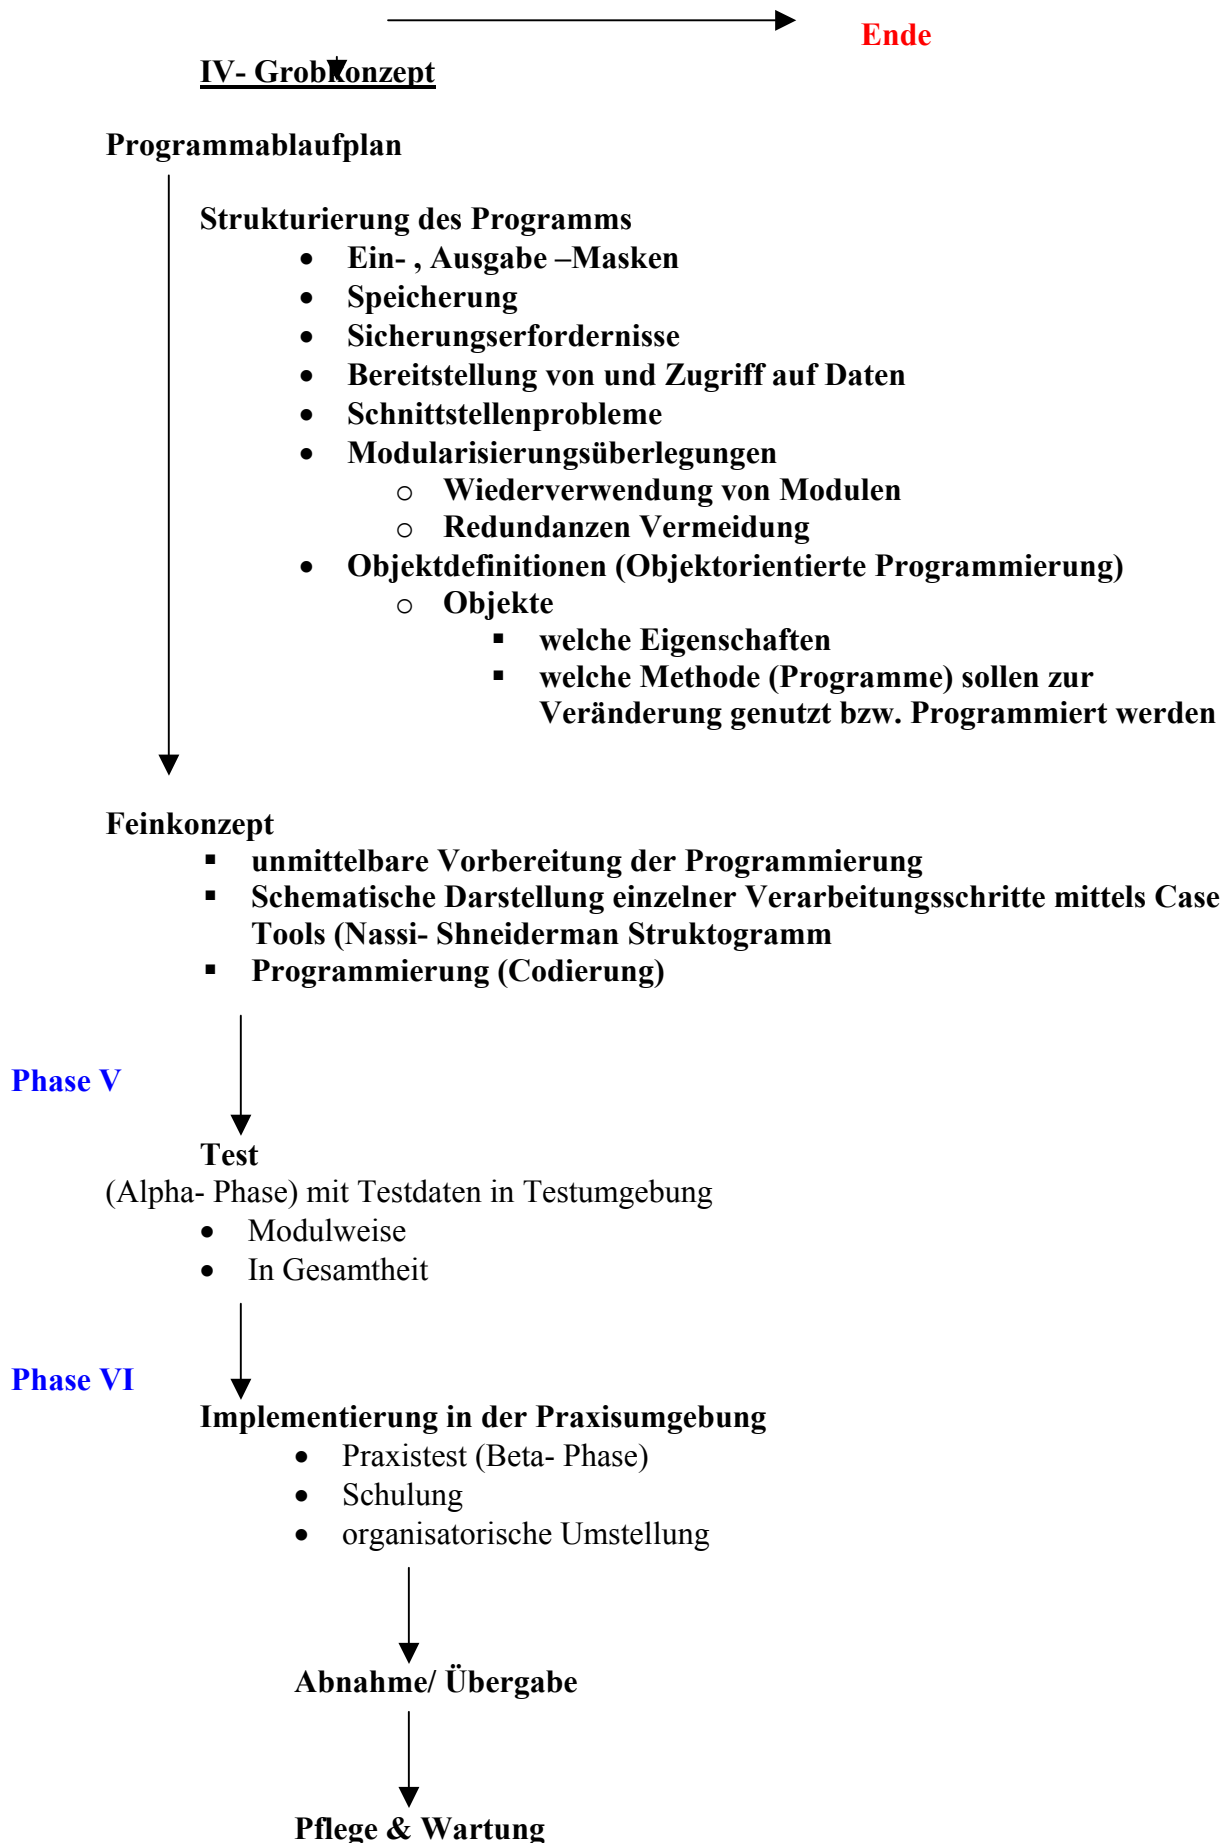 Ende
IV- Grobkonzept
Programmablaufplan
Strukturierung des Programms
• Ein- , Ausgabe –Masken
• Speicherung
• Sicherungserfordernisse
• Bereitstellung von und Zugriff auf Daten
• Schnittstellenprobleme
• Modularisierungsüberlegungen
o Wiederverwendung von Modulen
o Redundanzen Vermeidung
• Objektdefinitionen (Objektorientierte Programmierung)
o Objekte
▪ welche Eigenschaften
▪ welche Methode (Programme) sollen zur
Veränderung genutzt bzw. Programmiert werden
Feinkonzept
▪ unmittelbare Vorbereitung der Programmierung
▪ Schematische Darstellung einzelner Verarbeitungsschritte mittels Case
Tools (Nassi- Shneiderman Struktogramm
▪ Programmierung (Codierung)
Phase V
Test
(Alpha- Phase) mit Testdaten in Testumgebung
• Modulweise
• In Gesamtheit
Phase VI
Implementierung in der Praxisumgebung
• Praxistest (Beta- Phase)
• Schulung
• organisatorische Umstellung
Abnahme/ Übergabe
Pflege & Wartung